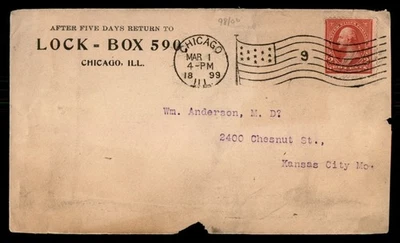 AFTER FIVE DAYS RETURN TO
LOCK - BOX 590
CHICAGO, ILL.
CHICAGO
MAR 1
4-PM
18 99
ILL.
9
Wm. Anderson, M. D?
2400 Chesnut St.,
Kansas City Mo.